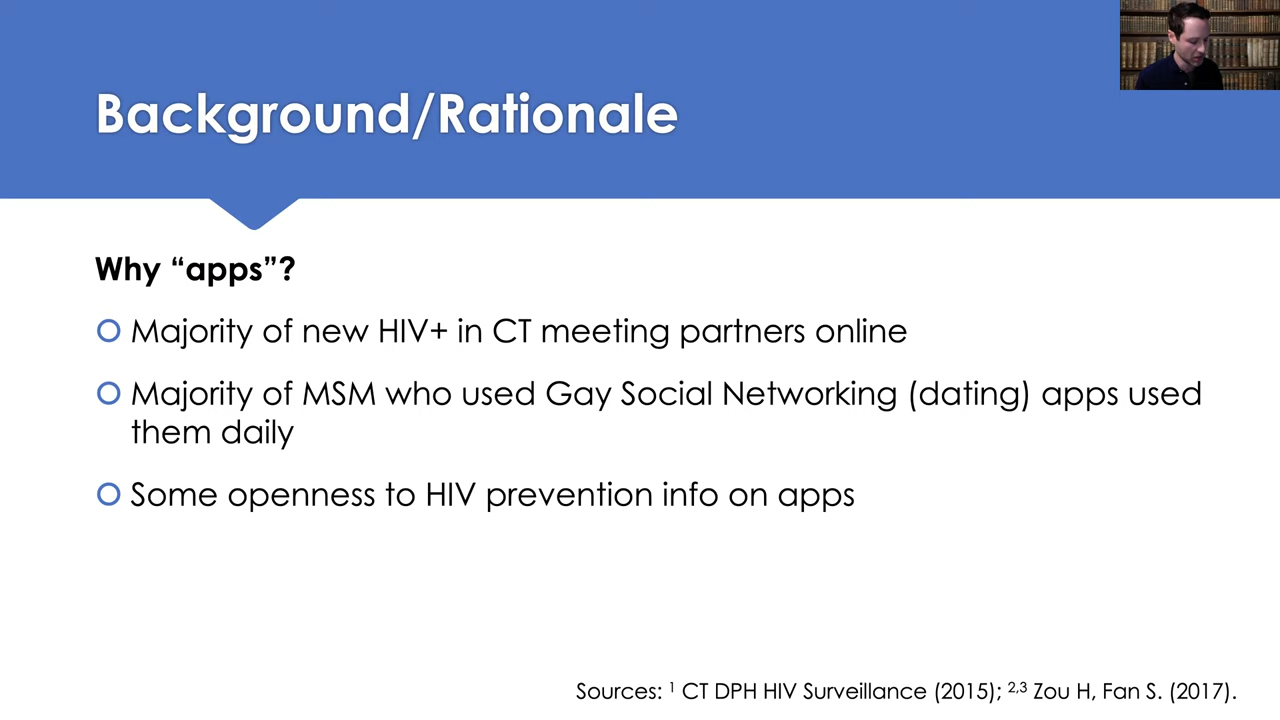 Background/Rationale
Why “apps”?
Majority of new HIV+ in CT meeting partners online
Majority of MSM who used Gay Social Networking (dating) apps used
them daily
Some openness to HIV prevention info on apps
Sources: ¹ CT DPH HIV Surveillance (2015); ²,³ Zou H, Fan S. (2017).